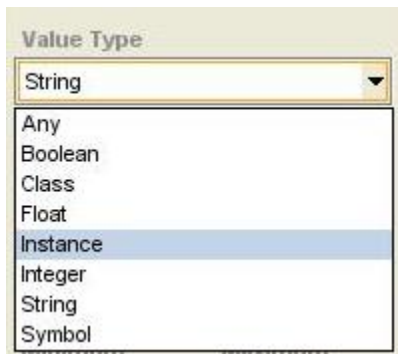 Value Type
String
Any
Boolean
Class
Float
Instance
Integer
String
Symbol